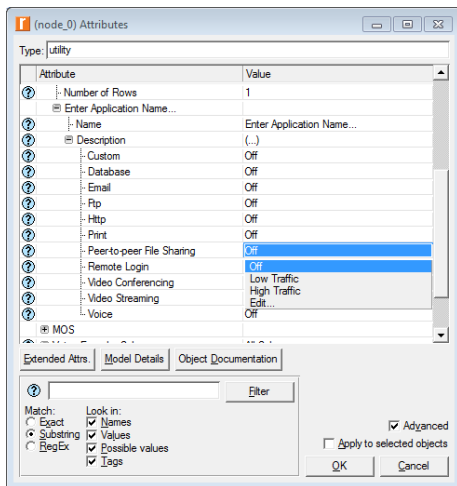 (node_0) Attributes
Type: utility
Attribute Value
Number of Rows 1
Enter Application Name...
Name Enter Application Name...
Description (...)
Custom Off
Database Off
Email Off
Ftp Off
Http Off
Print Off
Peer-to-peer File Sharing Off
Remote Login Off
Video Conferencing Low Traffic
High Traffic
Video Streaming Edit...
Voice Off
MOS
Extended Attrs. Model Details Object Documentation
Filter
Match: Look in:
Exact Names
Substring Values
RegEx Possible values
Tags
Advanced
Apply to selected objects
OK Cancel